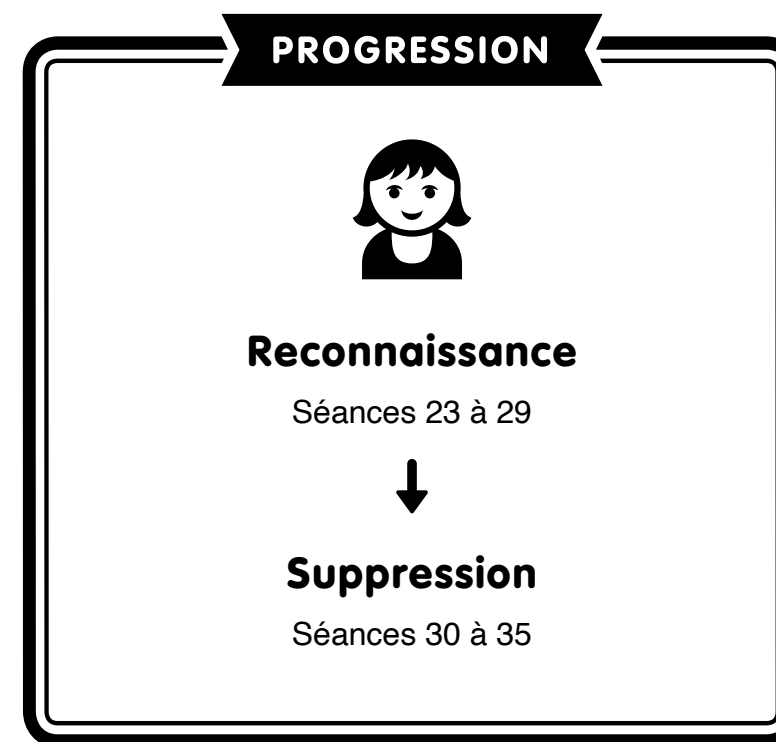 PROGRESSION
Reconnaissance
Séances 23 à 29
Suppression
Séances 30 à 35